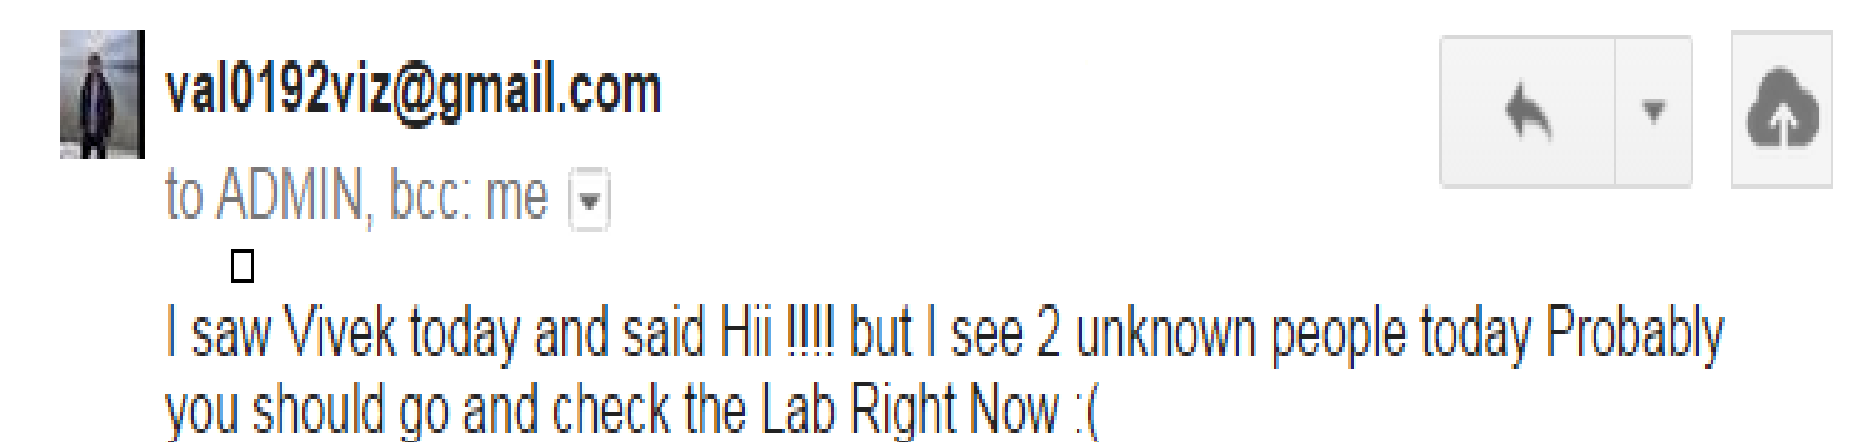 val0192viz@gmail.com
to ADMIN, bcc: me
I saw Vivek today and said Hii !!!! but I see 2 unknown people today Probably
you should go and check the Lab Right Now :(